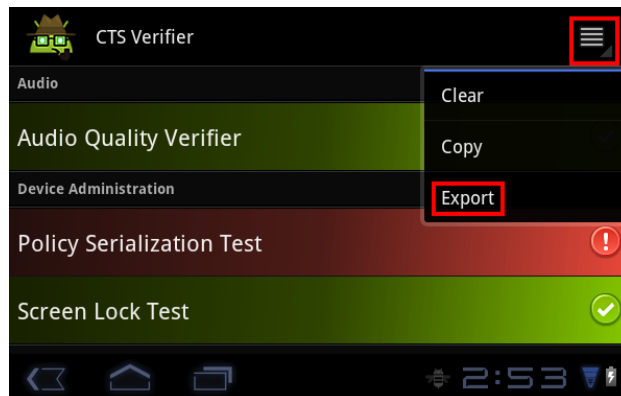 CTS Verifier
Audio
Clear
Audio Quality Verifier
Copy
Device Administration
Export
Policy Serialization Test
Screen Lock Test
2:53